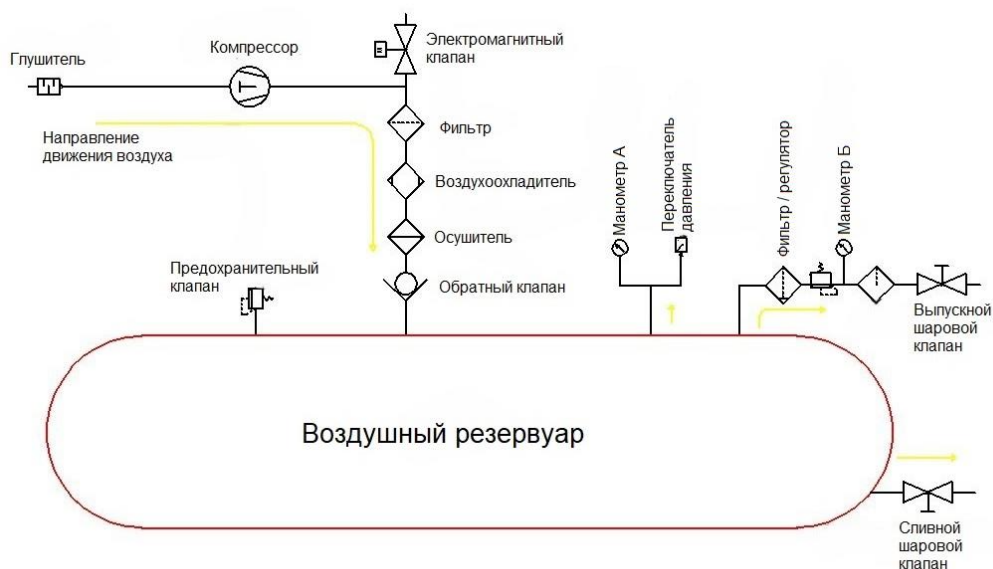 Глушитель
Компрессор
Электромагнитный
клапан
Направление
движения воздуха
Фильтр
Воздухоохладитель
Осушитель
Обратный клапан
Предохранительный
клапан
Манометр А
Переключатель
давления
Фильтр / регулятор
Манометр Б
Выпускной
шаровой
клапан
Воздушный резервуар
Сливной
шаровой
клапан